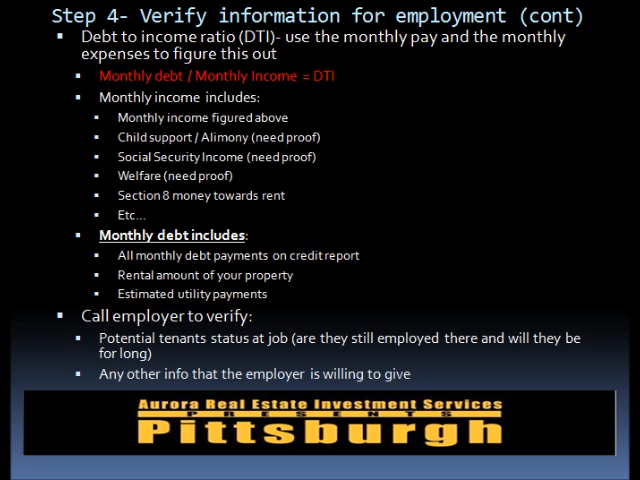 Step 4- Verify information for employment (cont)
Debt to income ratio (DTI)- use the monthly pay and the monthly
expenses to figure this out
Monthly debt / Monthly Income = DTI
Monthly income includes:
Monthly income figured above
Child support / Alimony (need proof)
Social Security Income (need proof)
Welfare (need proof)
Section 8 money towards rent
Etc...
Monthly debt includes:
All monthly debt payments on credit report
Rental amount of your property
Estimated utility payments
Call employer to verify:
Potential tenants status at job (are they still employed there and will they be
for long)
Any other info that the employer is willing to give
Aurora Real Estate Investment Services
PRESENTS
Pittsburgh